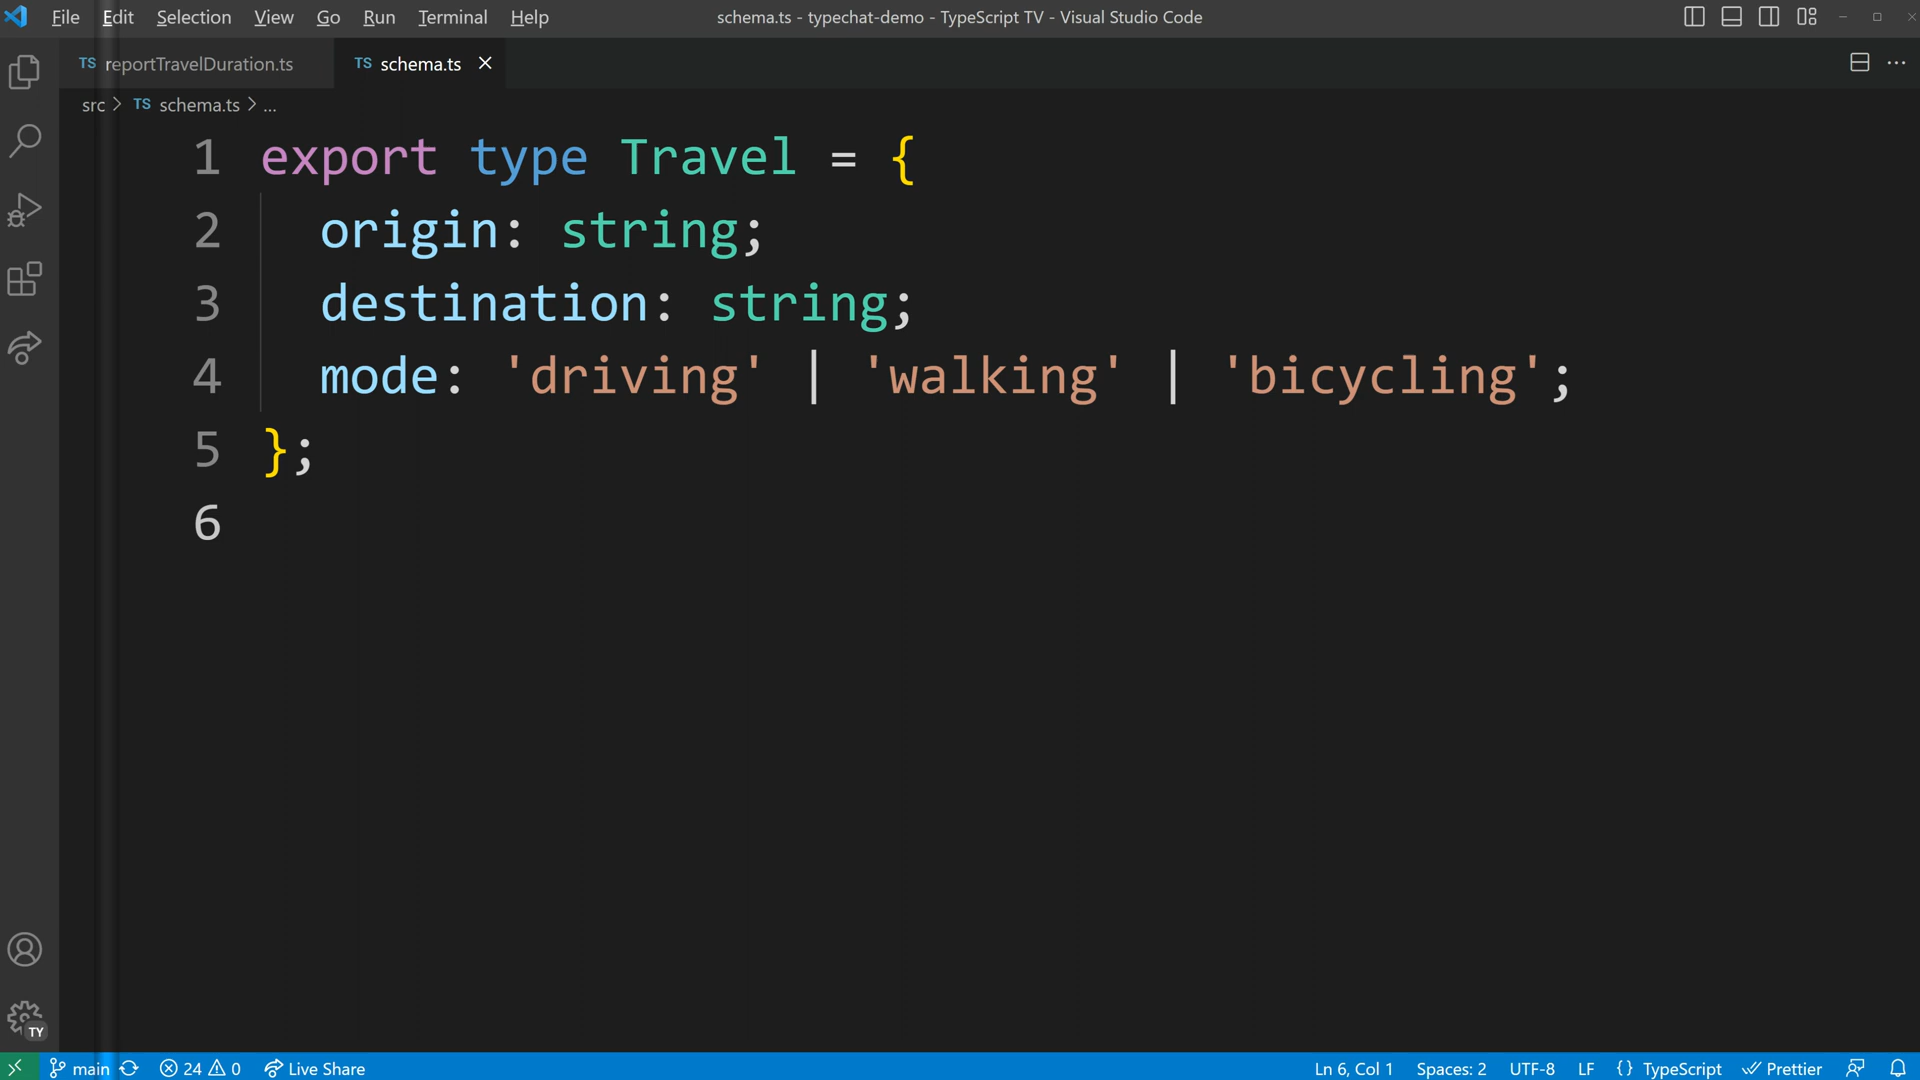 File Edit Selection View Go Run Terminal Help schema.ts - typechat-demo - TypeScript TV - Visual Studio Code
TS reportTravelDuration.ts TS schema.ts
src > TS schema.ts > ...
1 export type Travel = {
2 origin: string;
3 destination: string;
4 mode: 'driving' | 'walking' | 'bicycling';
5 };
6
TY
main 24 0 Live Share Ln 6, Col 1 Spaces: 2 UTF-8 LF {} TypeScript Prettier